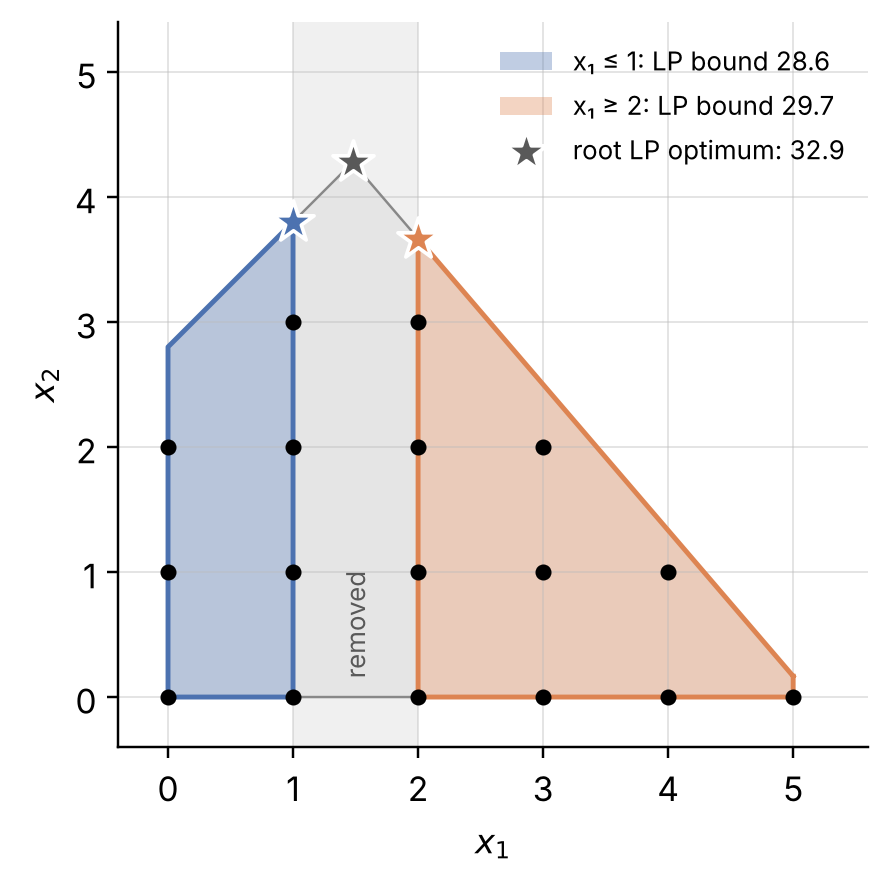 x₁ ≤ 1: LP bound 28.6
x₁ ≥ 2: LP bound 29.7
root LP optimum: 32.9
5
4
3
2
1
0
x₂
removed
0 1 2 3 4 5
x₁